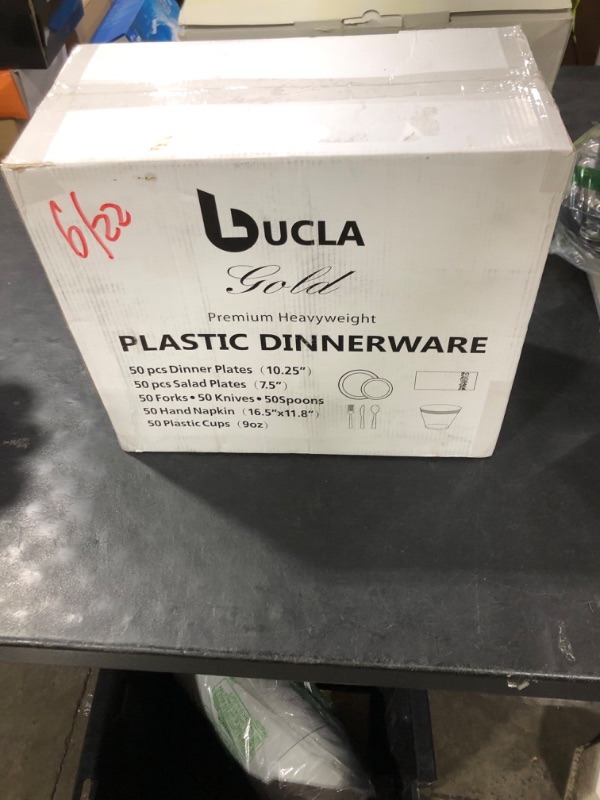 6/22
bUCLA
Gold
Premium Heavyweight
PLASTIC DINNERWARE
50 pcs Dinner Plates (10.25")
50 pcs Salad Plates (7.5")
50 Forks • 50 Knives • 50Spoons
50 Hand Napkin (16.5"x11.8")
50 Plastic Cups (9oz)